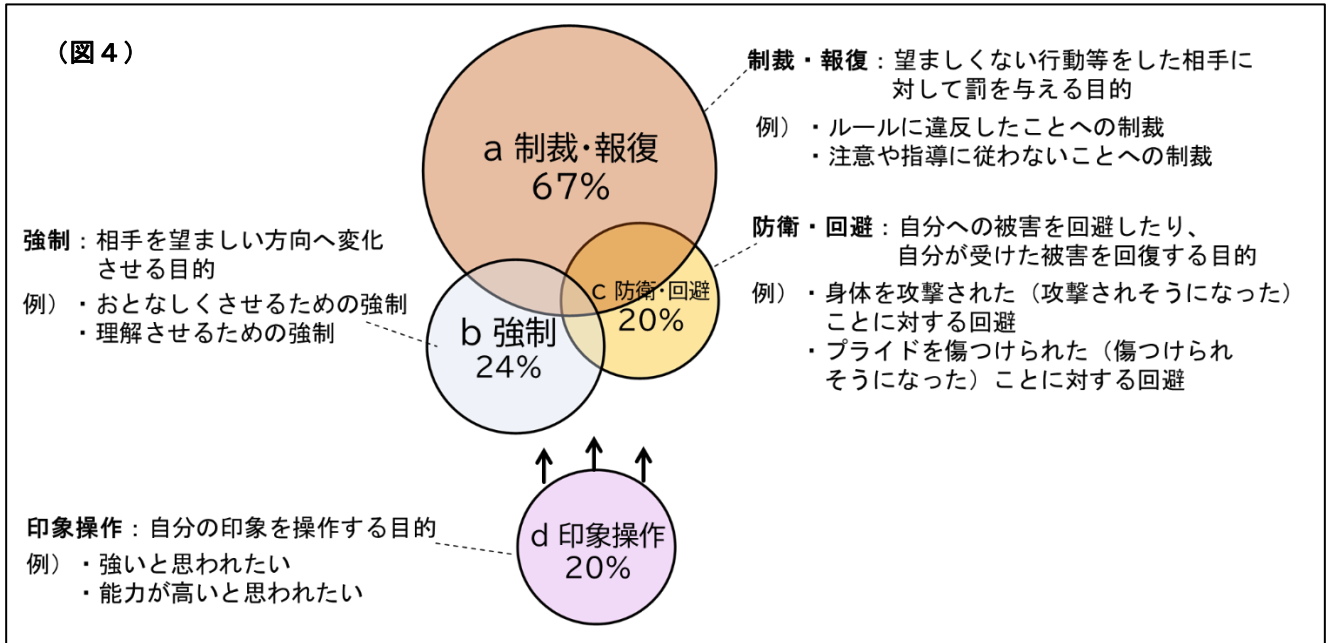 （図４）
a 制裁・報復
67%
制裁・報復：望ましくない行動等をした相手に
対して罰を与える目的
例）・ルールに違反したことへの制裁
・注意や指導に従わないことへの制裁
強制：相手を望ましい方向へ変化
させる目的
例）・おとなしくさせるための強制
・理解させるための強制
b 強制
24%
c 防衛・回避
20%
防衛・回避：自分への被害を回避したり、
自分が受けた被害を回復する目的
例）・身体を攻撃された（攻撃されそうになった）
ことに対する回避
・プライドを傷つけられた（傷つけられ
そうになった）ことに対する回避
印象操作：自分の印象を操作する目的
例）・強いと思われたい
・能力が高いと思われたい
d 印象操作
20%